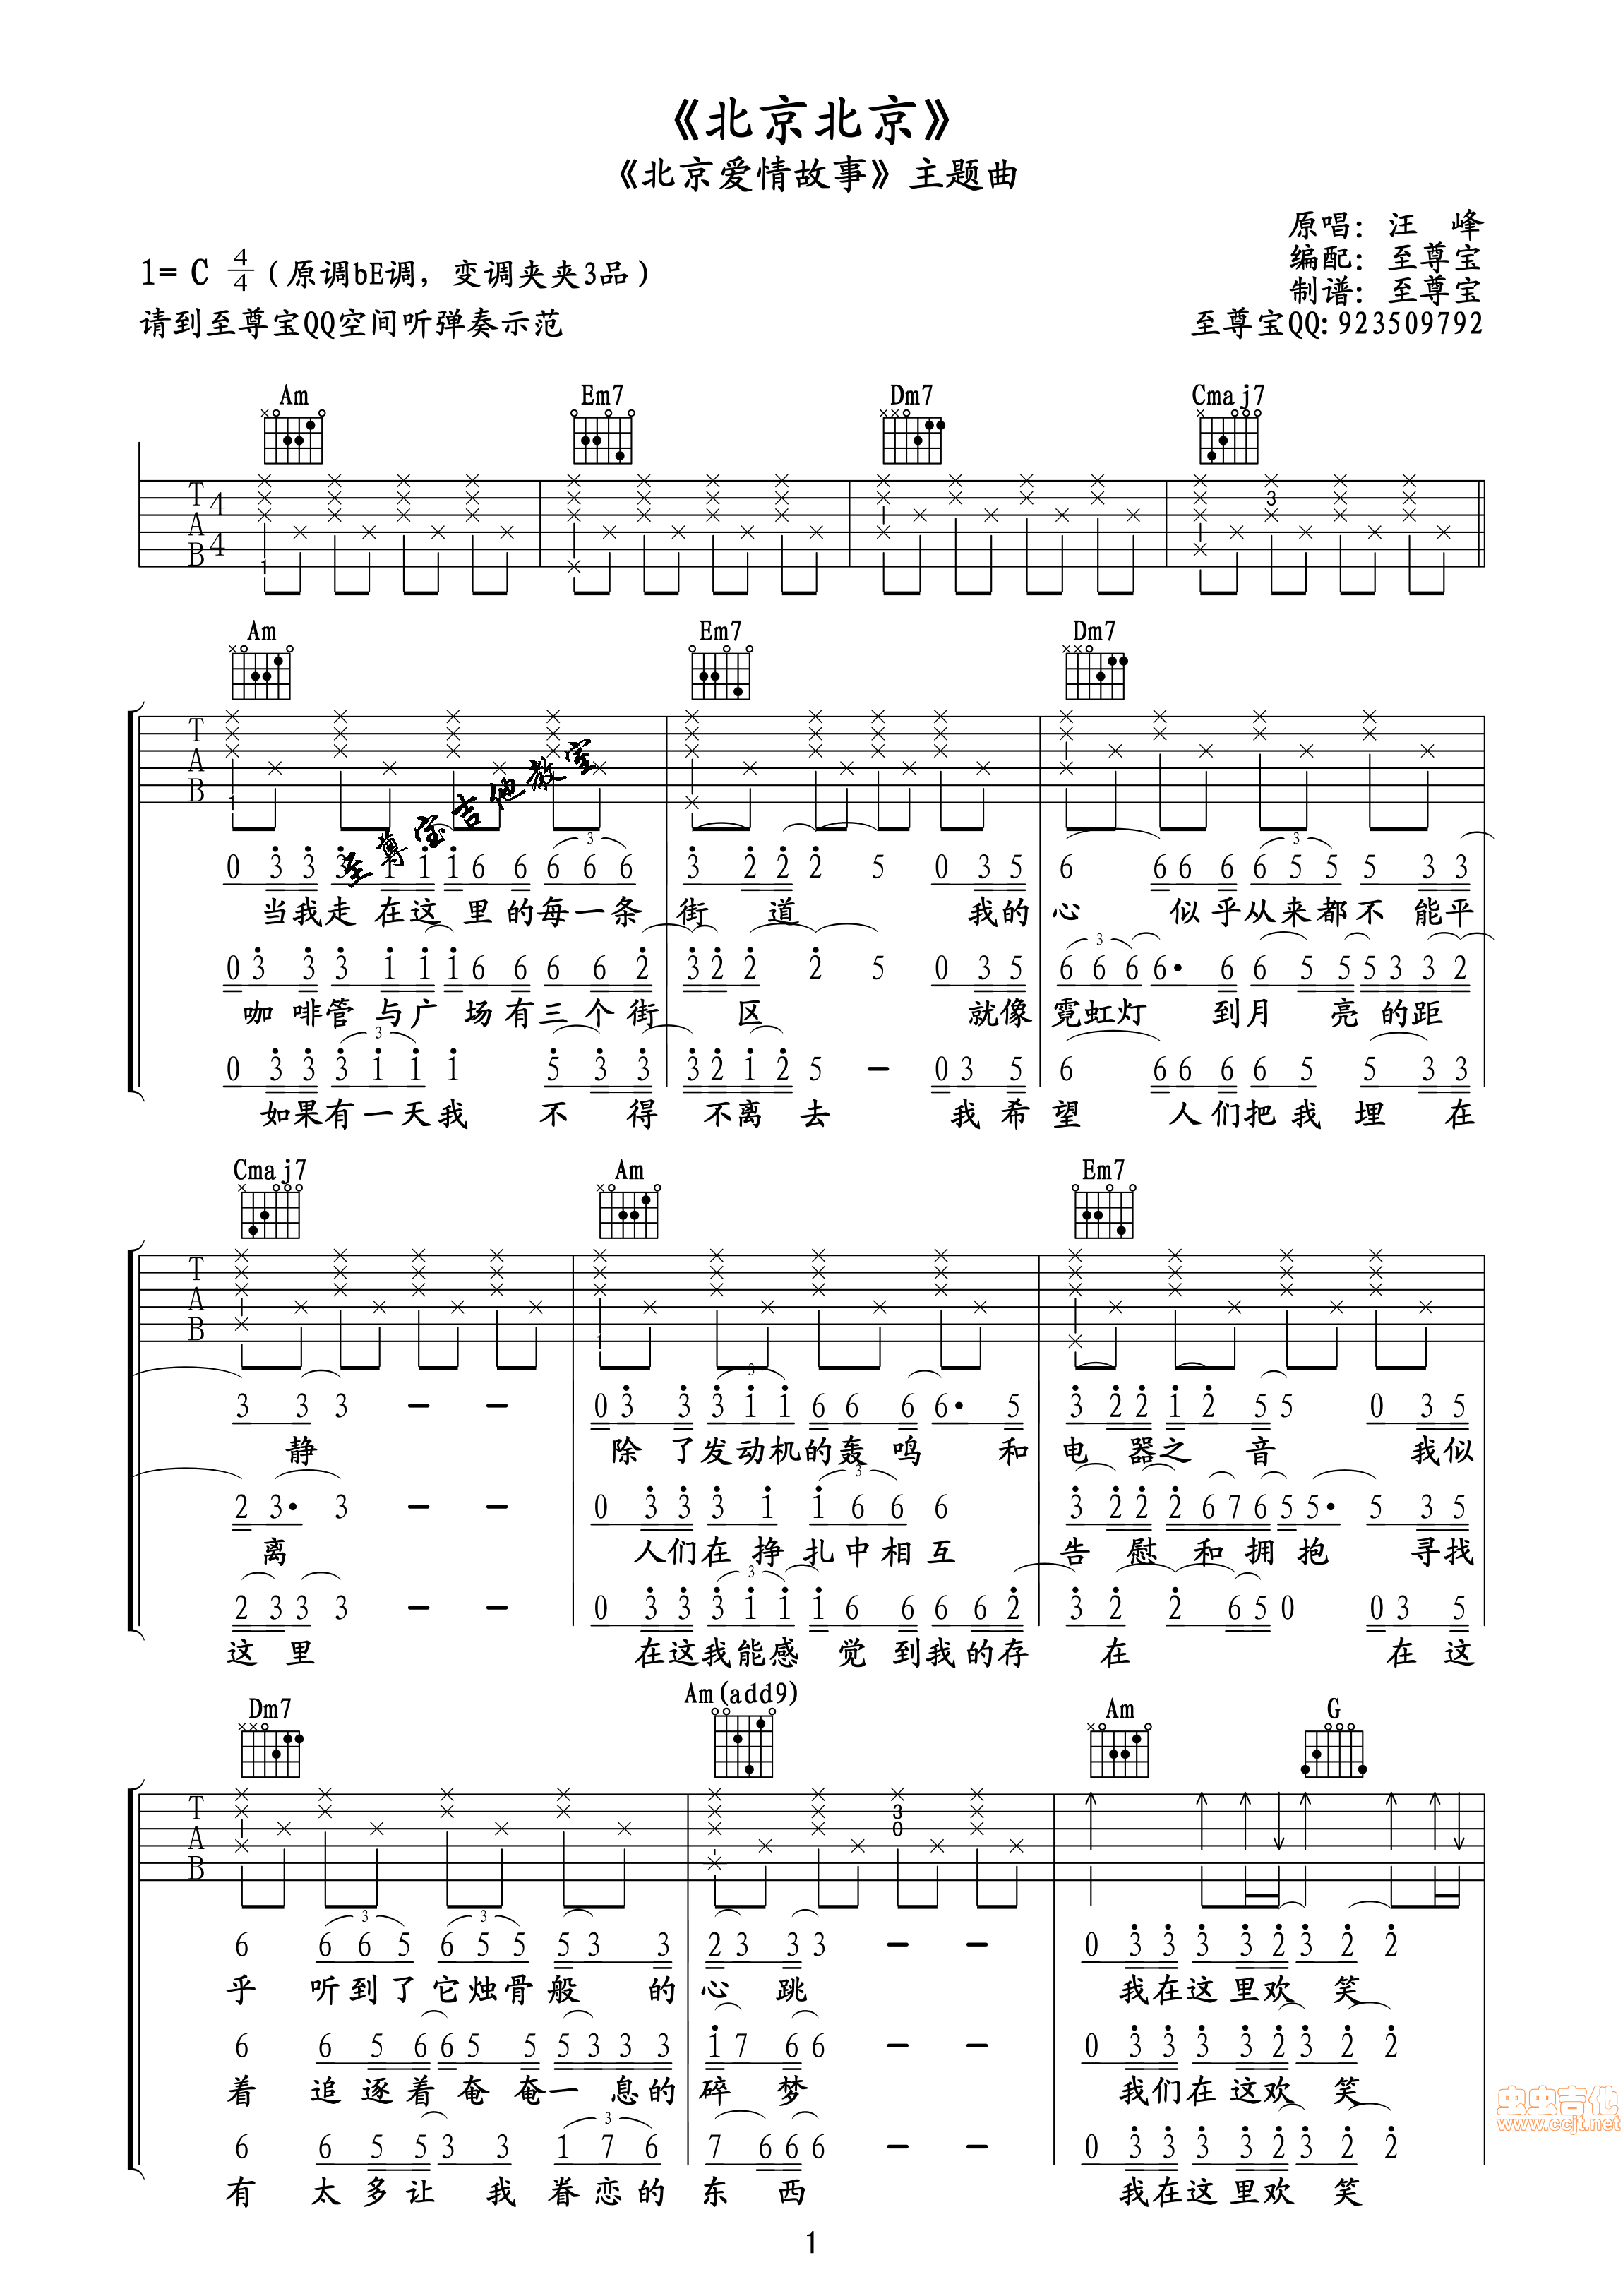 《北京北京》
《北京爱情故事》主题曲
原唱：汪　峰
编配：至尊宝
1= C 4/4（原调bE调，变调夹夹3品）
制谱：至尊宝
请到至尊宝QQ空间听弹奏示范
至尊宝QQ:923509792
Am Em7 Dm7 Cmaj7
T 4 3
A
B 4 1
Am Em7 Dm7
T
A
B 1
至尊宝吉他教室
3 3
0 3 3 3 1 1 1 6 6 6 6 6 3 2 2 2 5 0 3 5 6 6 6 6 6 5 5 5 3 3
当我走 在这 里的每一条 街 道 我的 心 似乎从来都不 能平
3
0 3 3 3 1 1 1 6 6 6 6 2 3 2 2 2 5 0 3 5 6 6 6 6· 6 6 5 5 5 3 3 2
咖 啡管 与广 场有三个街 区 就像 霓虹灯 到月 亮的距
3
0 3 3 3 1 1 1 5 3 3 3 2 1 2 5 — 0 3 5 6 6 6 6 6 5 5 3 3
如果有一天我 不 得 不离 去 我希望 人们把我 埋 在
Cmaj7 Am Em7
T
A
B 1
3
3 3 3 — — 0 3 3 3 1 1 6 6 6 6· 5 3 2 2 1 2 5 5 0 3 5
静 除 了发动机的轰 鸣 和 电 器之 音 我似
3
2 3· 3 — — 0 3 3 3 1 1 6 6 6 3 2 2 2 6 7 6 5 5· 5 3 5
离 人们在 挣 扎中相互 告 慰 和 拥 抱 寻找
3
2 3 3 3 — — 0 3 3 3 1 1 1 6 6 6 6 2 3 2 2 6 5 0 0 3 5
这 里 在这我能感 觉 到我的存 在 在这
Dm7 Am(add9) Am G
T 3
A 0
B
3 3
6 6 6 5 6 5 5 5 3 3 2 3 3 3 — — 0 3 3 3 3 2 3 2 2
乎 听到了它烛骨般 的心 跳 我在这里欢 笑
6 6 5 6 6 5 5 5 3 3 3 1 7 6 6 — — 0 3 3 3 3 2 3 2 2
着 追逐着 奄 奄一 息的碎 梦 我们在这欢 笑
3
6 6 5 5 3 3 1 7 6 7 6 6 6 — — 0 3 3 3 3 2 3 2 2
有 太多让 我 眷恋的东 西 我在这里欢 笑
虫虫吉他
www.ccjt.net
1